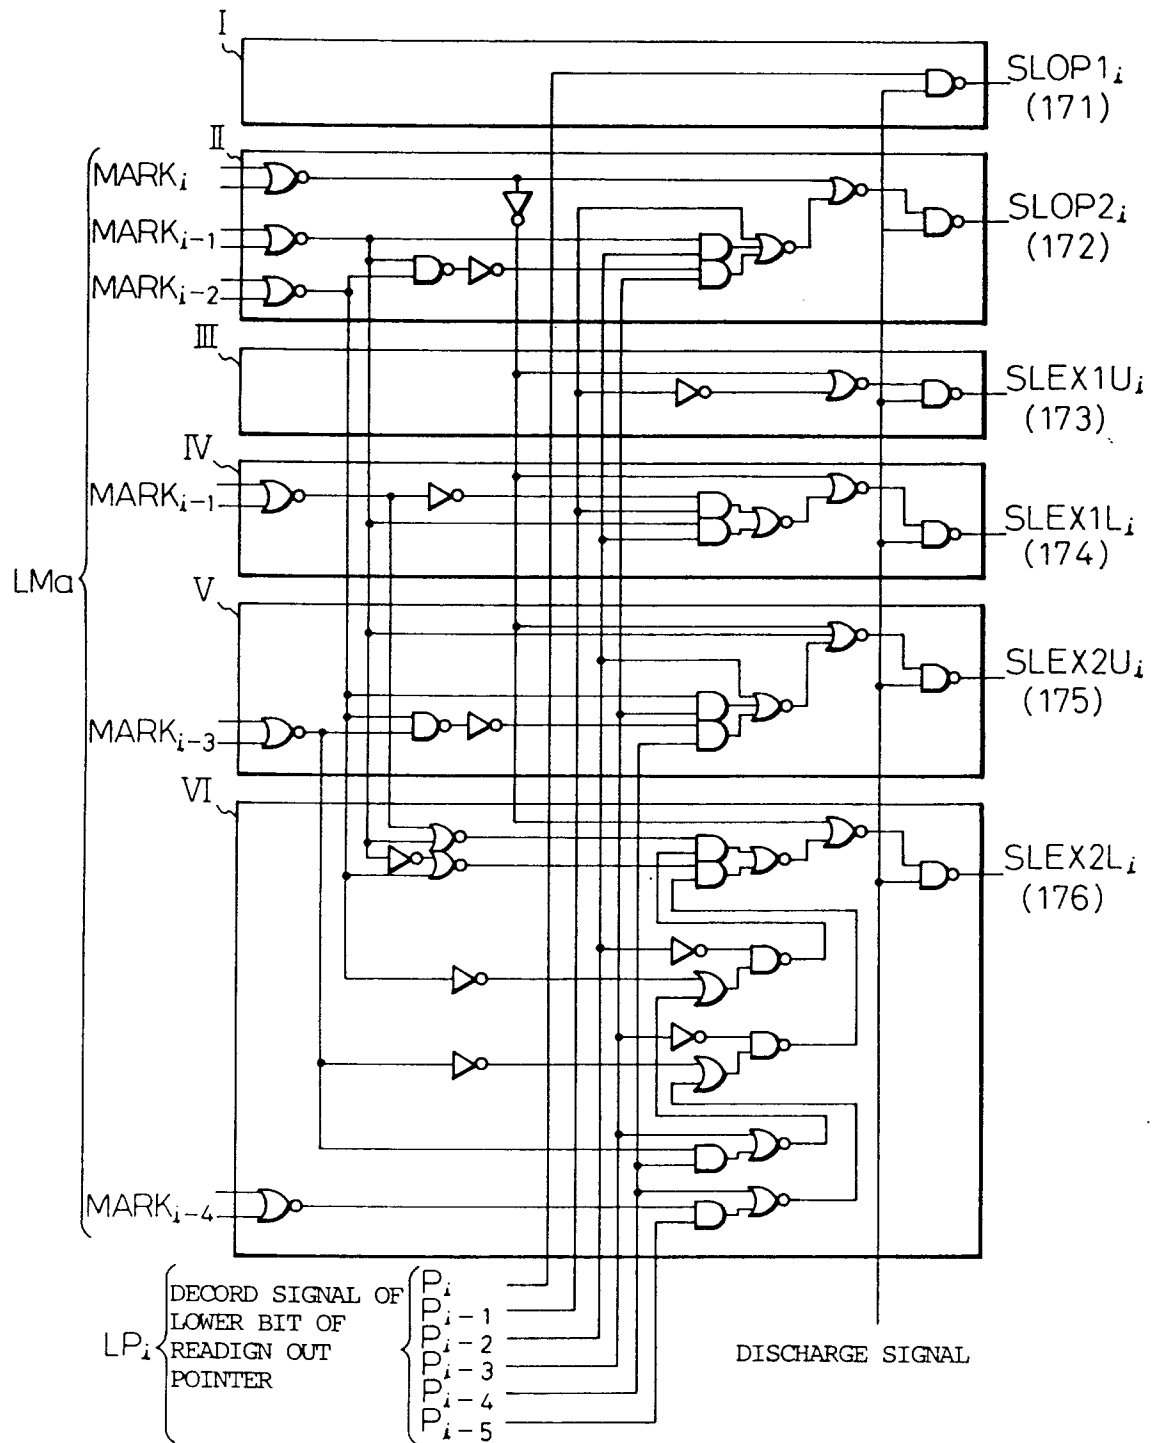 I
SLOP1i
(171)
II
MARKi
SLOP2i
(172)
MARKi-1
MARKi-2
III
SLEX1Ui
(173)
IV
MARKi-1
SLEX1Li
(174)
LMa
V
SLEX2Ui
(175)
MARKi-3
VI
SLEX2Li
(176)
MARKi-4
LPi
DECORD SIGNAL OF
LOWER BIT OF
READIGN OUT
POINTER
Pi
Pi-1
Pi-2
Pi-3
Pi-4
Pi-5
DISCHARGE SIGNAL